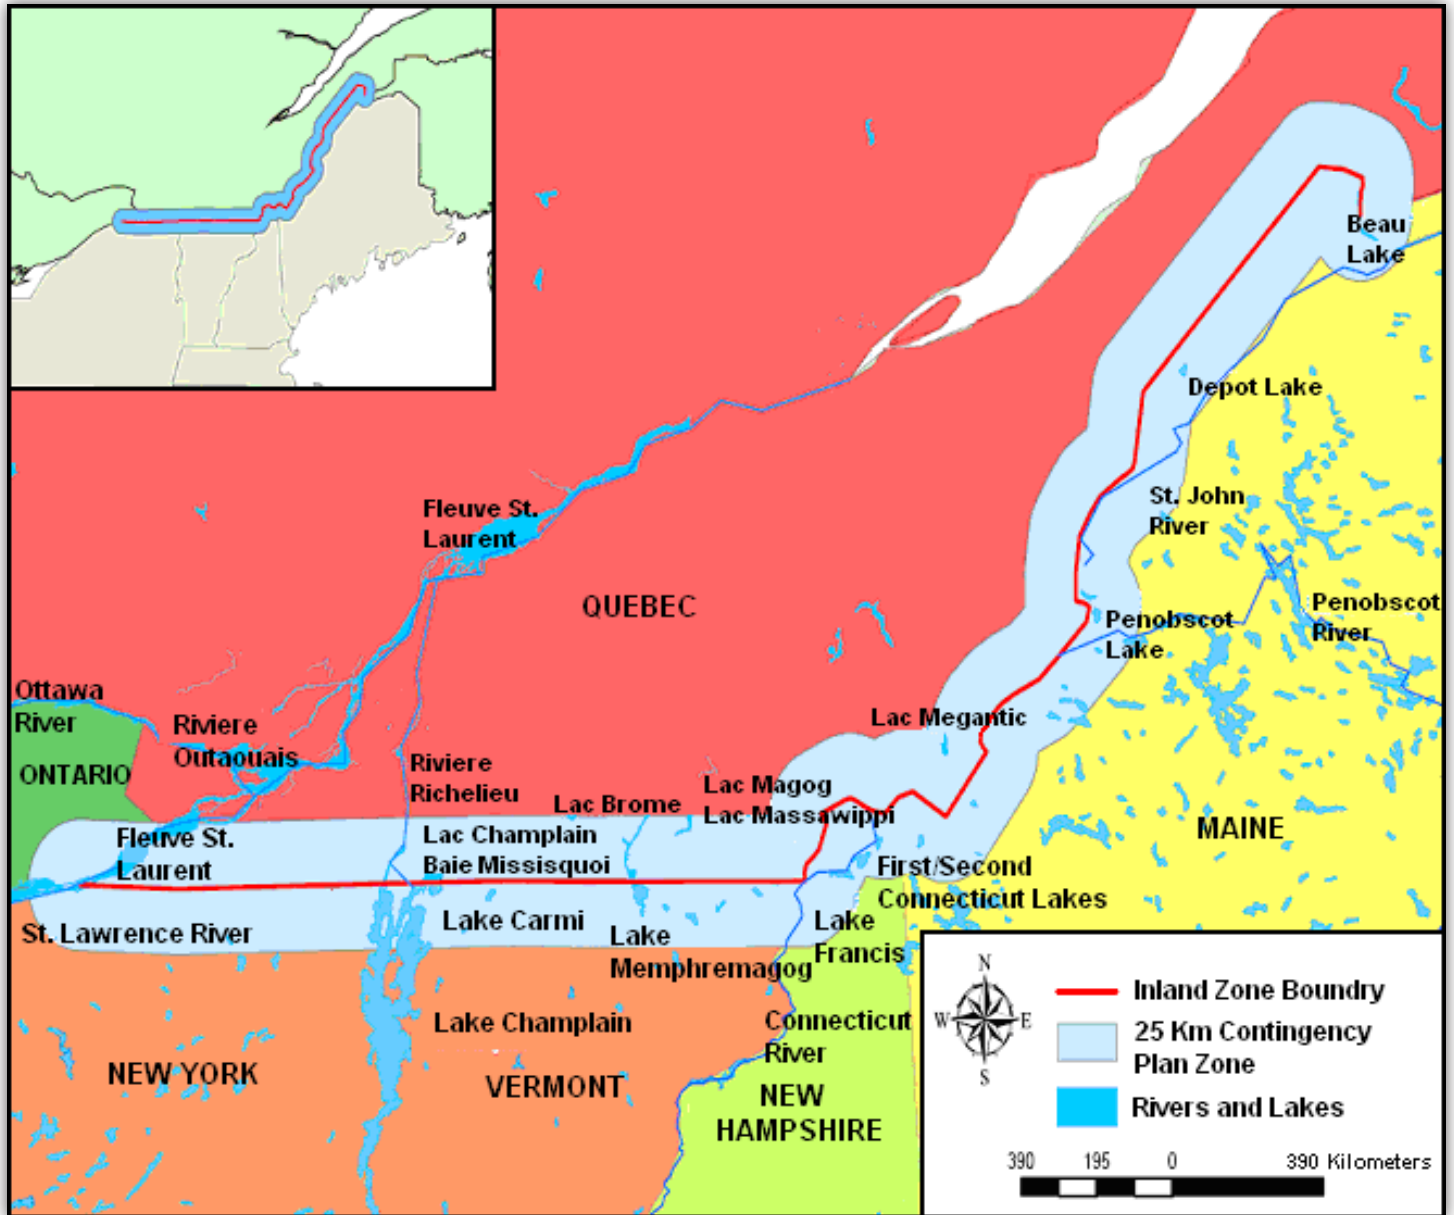 Beau
Lake
Depot Lake
St. John
River
Fleuve St.
Laurent
QUEBEC
Penobscot
River
Penobscot
Lake
Ottawa
River
Riviere
Outaouais
Lac Megantic
ONTARIO
Riviere
Richelieu
Lac Brome
Lac Magog
Lac Massawippi
Fleuve St.
Laurent
Lac Champlain
Baie Missisquoi
MAINE
First/Second
Connecticut Lakes
St. Lawrence River
Lake Carmi
Lake
Memphremagog
Lake
Francis
Lake Champlain
Connecticut
River
NEW YORK
VERMONT
NEW
HAMPSHIRE
N
W E
S
Inland Zone Boundry
25 Km Contingency
Plan Zone
Rivers and Lakes
390 195 0 390 Kilometers